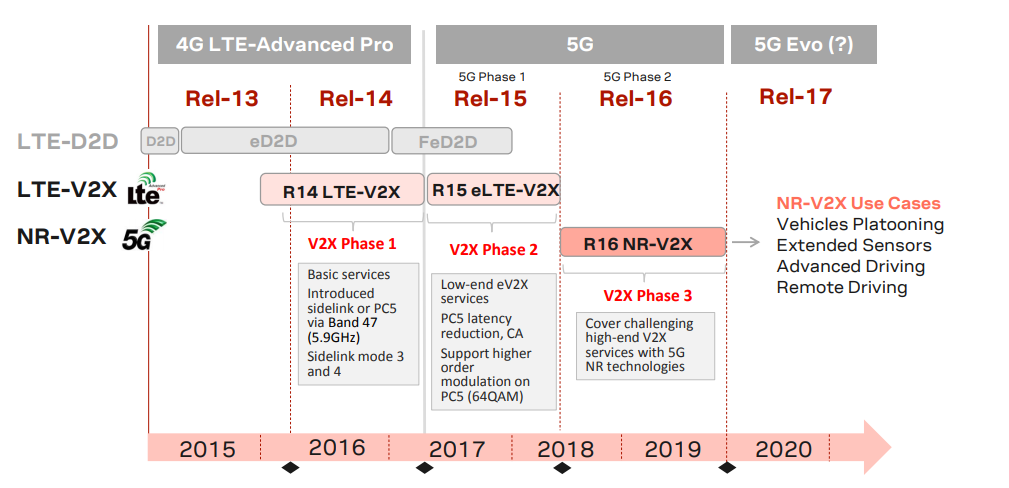 4G LTE-Advanced Pro
5G
5G Evo (?)
5G Phase 1
5G Phase 2
Rel-13
Rel-14
Rel-15
Rel-16
Rel-17
LTE-D2D
D2D
eD2D
FeD2D
LTE-V2X
lte
Advanced
Pro
R14 LTE-V2X
R15 eLTE-V2X
NR-V2X
5G
R16 NR-V2X
V2X Phase 1
Basic services
Introduced
sidelink or PC5
via Band 47
(5.9GHz)
Sidelink mode 3
and 4
V2X Phase 2
Low-end eV2X
services
PC5 latency
reduction, CA
Support higher
order
modulation on
PC5 (64QAM)
V2X Phase 3
Cover challenging
high-end V2X
services with 5G
NR technologies
NR-V2X Use Cases
Vehicles Platooning
Extended Sensors
Advanced Driving
Remote Driving
2015
2016
2017
2018
2019
2020